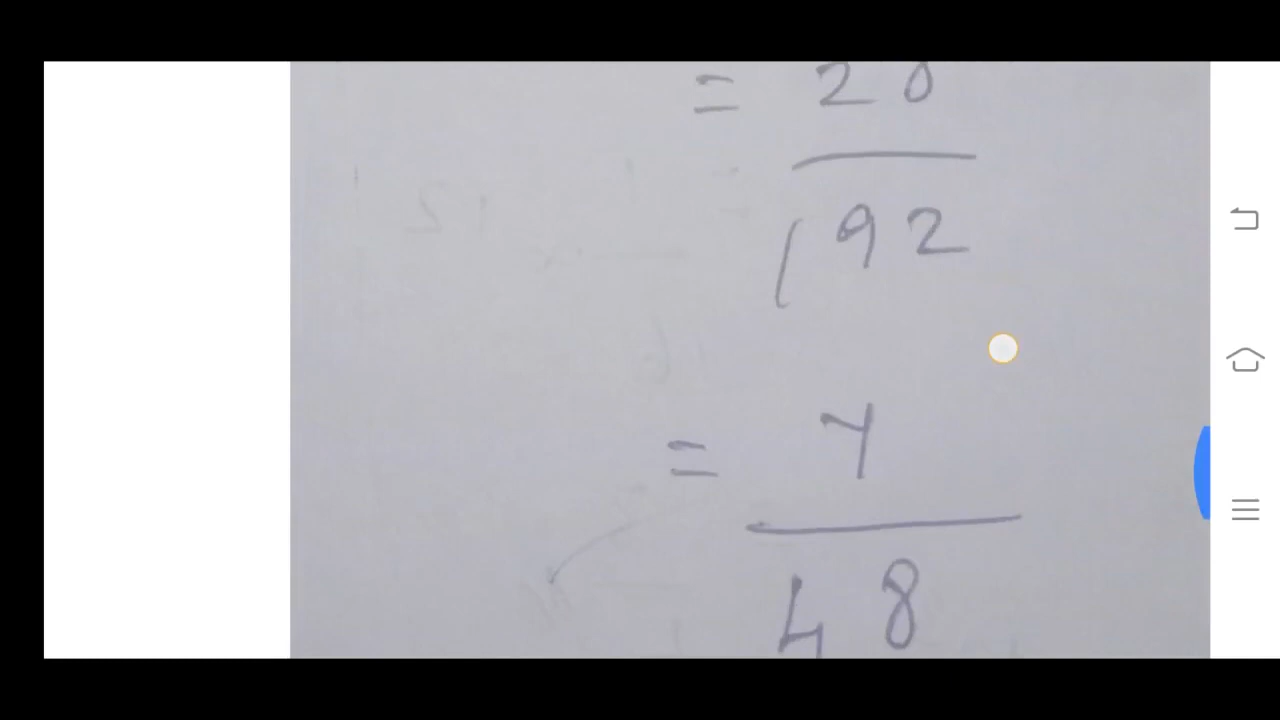 = 28
192
= 7
48